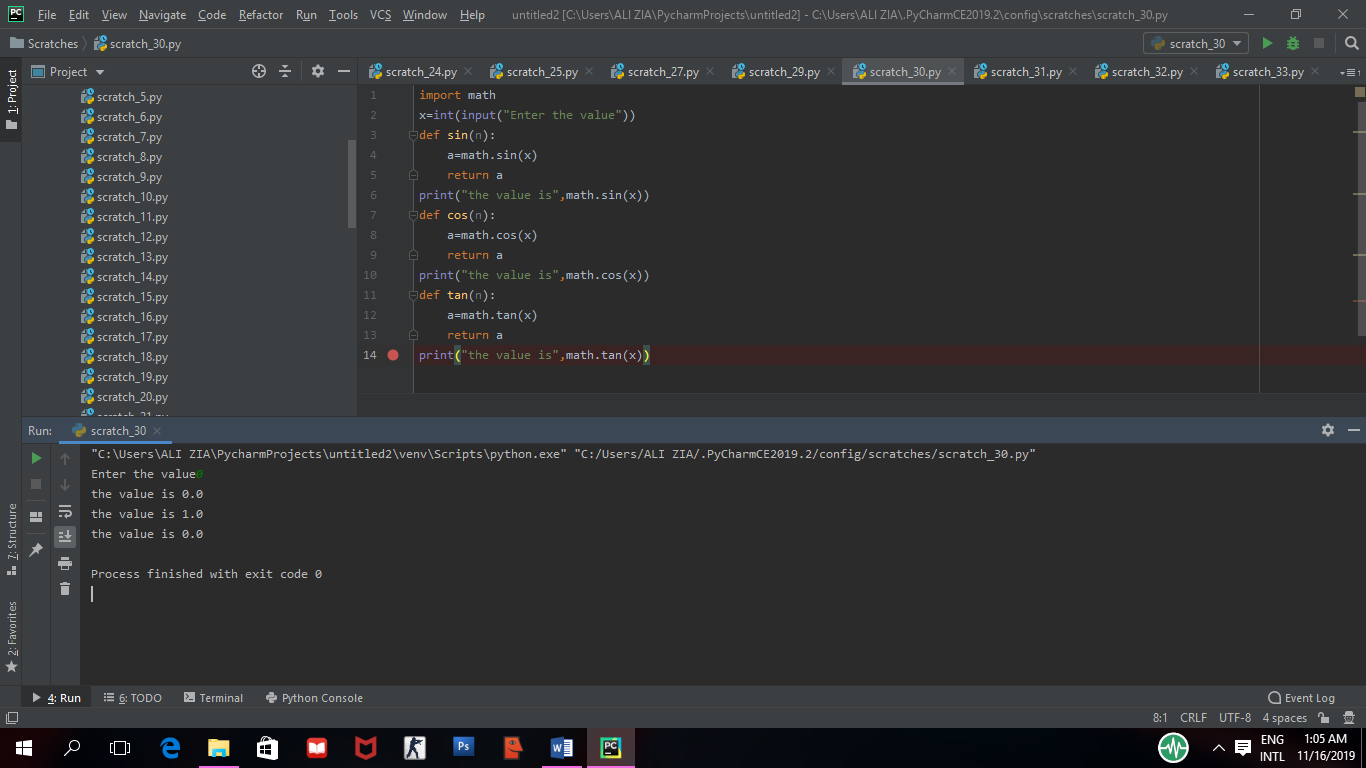 PC File Edit View Navigate Code Refactor Run Tools VCS Window Help untitled2 [C:\Users\ALI ZIA\PycharmProjects\untitled2] - C:\Users\ALI ZIA\.PyCharmCE2019.2\config\scratches\scratch_30.py
Scratches scratch_30.py scratch_30
1: Project
Project scratch_24.py scratch_25.py scratch_27.py scratch_29.py scratch_30.py scratch_31.py scratch_32.py scratch_33.py
scratch_5.py
scratch_6.py
scratch_7.py
scratch_8.py
scratch_9.py
scratch_10.py
scratch_11.py
scratch_12.py
scratch_13.py
scratch_14.py
scratch_15.py
scratch_16.py
scratch_17.py
scratch_18.py
scratch_19.py
scratch_20.py
scratch_21.py
1 import math
2 x=int(input("Enter the value"))
3 def sin(n):
4     a=math.sin(x)
5     return a
6 print("the value is",math.sin(x))
7 def cos(n):
8     a=math.cos(x)
9     return a
10 print("the value is",math.cos(x))
11 def tan(n):
12     a=math.tan(x)
13     return a
14 print("the value is",math.tan(x))
Run: scratch_30
"C:\Users\ALI ZIA\PycharmProjects\untitled2\venv\Scripts\python.exe" "C:/Users/ALI ZIA/.PyCharmCE2019.2/config/scratches/scratch_30.py"
Enter the value0
the value is 0.0
the value is 1.0
the value is 0.0
Process finished with exit code 0
7: Structure
2: Favorites
4: Run 6: TODO Terminal Python Console Event Log
8:1 CRLF UTF-8 4 spaces
Ps W PC
ENG 1:05 AM
INTL 11/16/2019